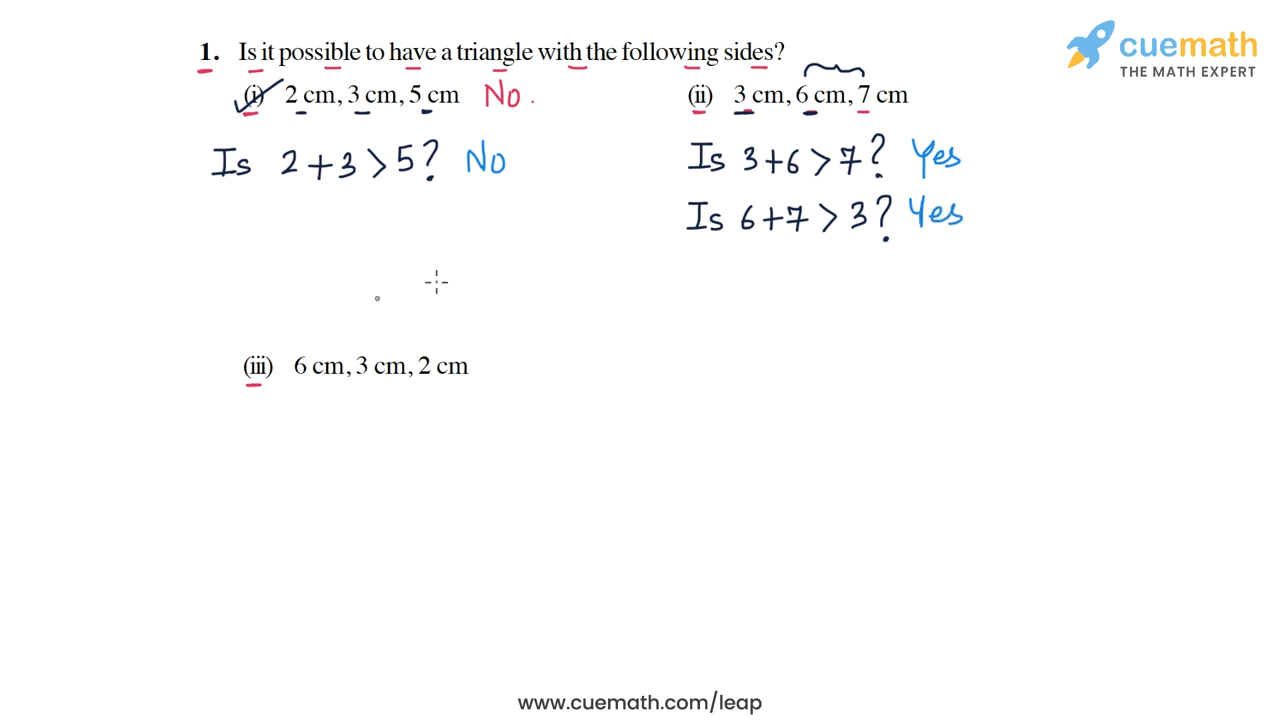 1. Is it possible to have a triangle with the following sides?
(i) 2 cm, 3 cm, 5 cm No.
Is 2+3>5? No
(ii) 3 cm, 6 cm, 7 cm
Is 3+6>7? Yes
Is 6+7>3? Yes
(iii) 6 cm, 3 cm, 2 cm
cuemath
THE MATH EXPERT
www.cuemath.com/leap